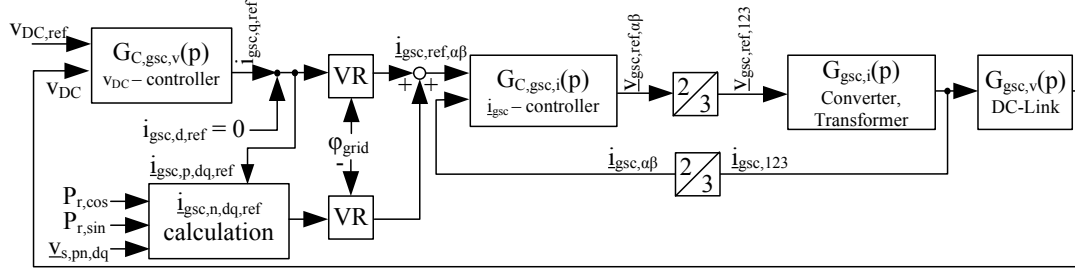 v_DC,ref
v_DC
G_C,gsc,v(p)
v_DC – controller
i_gsc,q,ref
i_gsc,d,ref = 0
VR
φ_grid
-
VR
i_gsc,p,dq,ref
P_r,cos
P_r,sin
v_s,pn,dq
i_gsc,n,dq,ref
calculation
i_gsc,ref,αβ
+ +
G_C,gsc,i(p)
i_gsc – controller
v_gsc,ref,αβ
2
3
v_gsc,ref,123
G_gsc,i(p)
Converter,
Transformer
G_gsc,v(p)
DC-Link
i_gsc,αβ
2
3
i_gsc,123